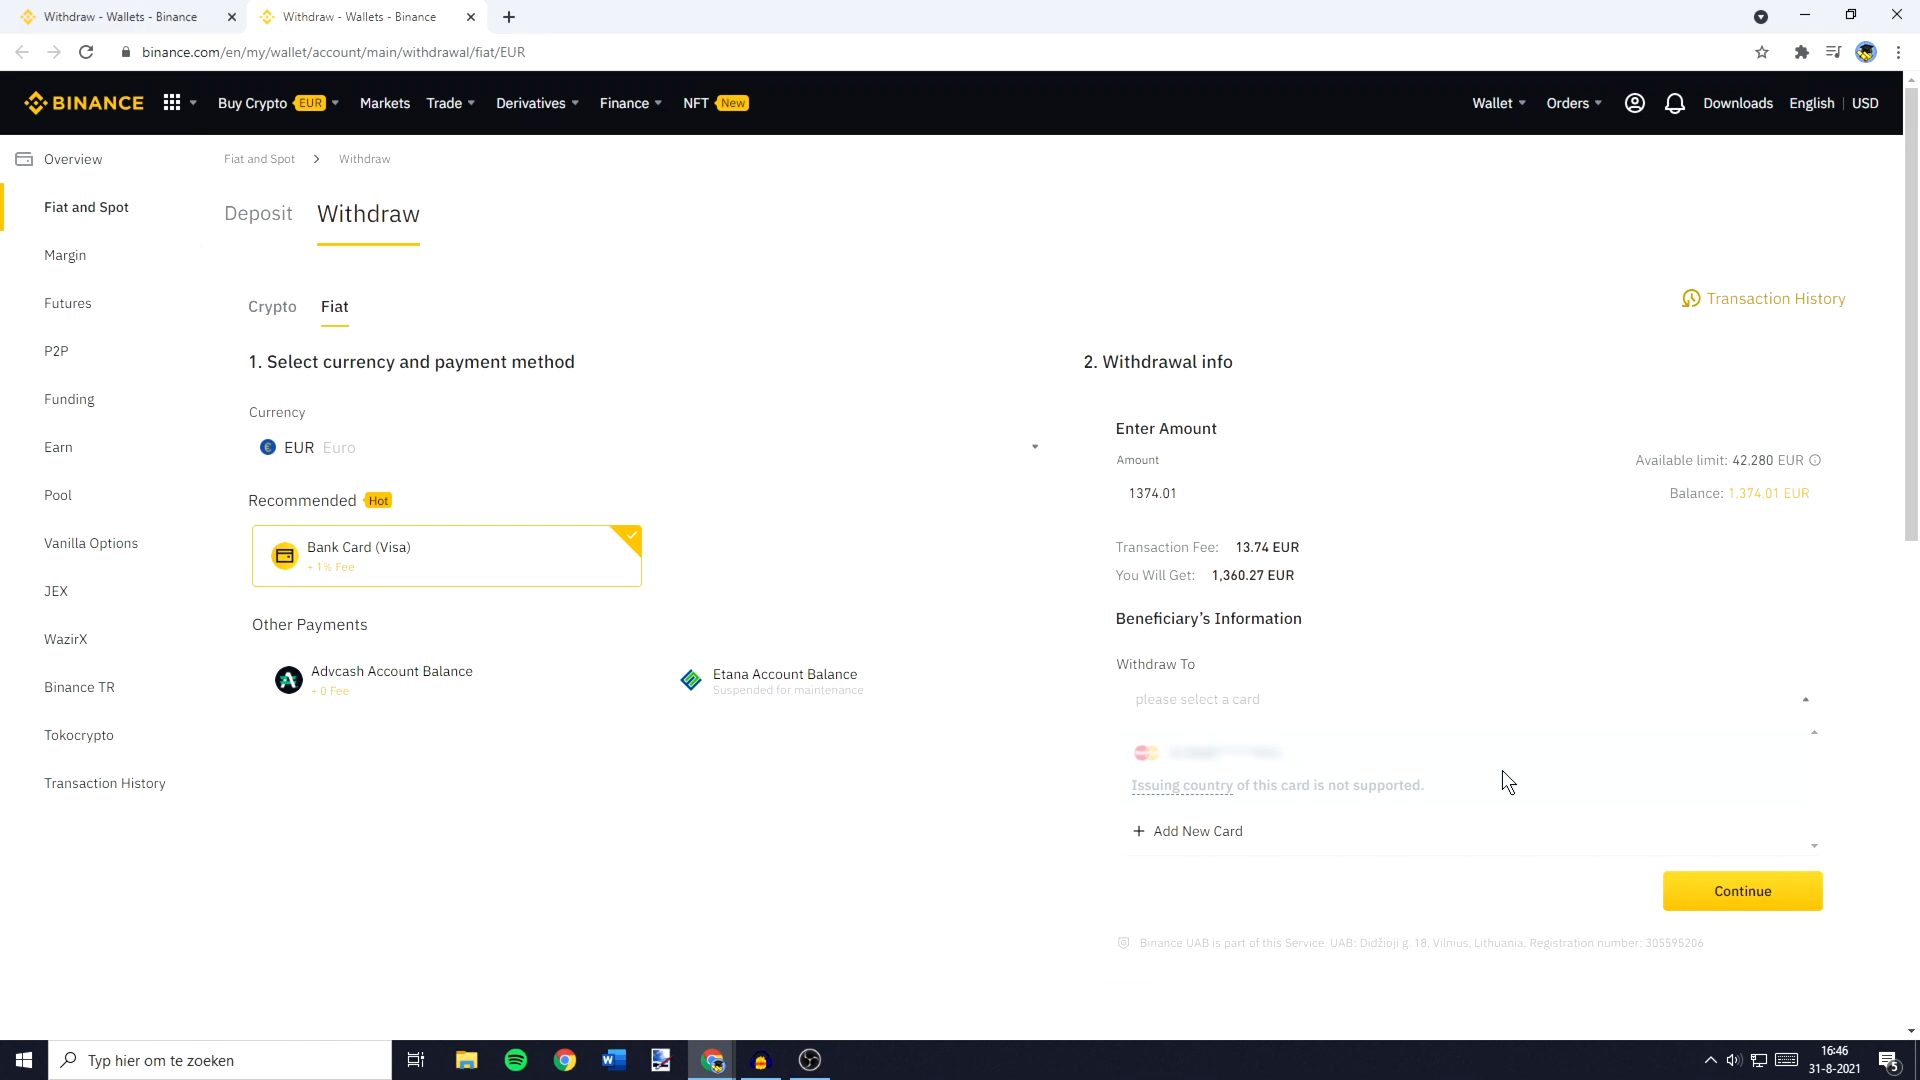 Withdraw - Wallets - Binance
Withdraw - Wallets - Binance
binance.com/en/my/wallet/account/main/withdrawal/fiat/EUR
BINANCE
Buy Crypto EUR
Markets
Trade
Derivatives
Finance
NFT New
Wallet
Orders
Downloads
English
USD
Overview
Fiat and Spot
Margin
Futures
P2P
Funding
Earn
Pool
Vanilla Options
JEX
WazirX
Binance TR
Tokocrypto
Transaction History
Fiat and Spot > Withdraw
Deposit
Withdraw
Crypto
Fiat
Transaction History
1. Select currency and payment method
Currency
EUR Euro
Recommended Hot
Bank Card (Visa)
+ 1% Fee
Other Payments
Advcash Account Balance
+ 0 Fee
Etana Account Balance
Suspended for maintenance
2. Withdrawal info
Enter Amount
Amount
Available limit: 42,280 EUR
1374.01
Balance: 1,374.01 EUR
Transaction Fee: 13.74 EUR
You Will Get: 1,360.27 EUR
Beneficiary's Information
Withdraw To
please select a card
Issuing country of this card is not supported.
+ Add New Card
Continue
Binance UAB is part of this Service. UAB: Didžioji g. 18, Vilnius, Lithuania, Registration number: 305595206
Typ hier om te zoeken
16:46
31-8-2021
5